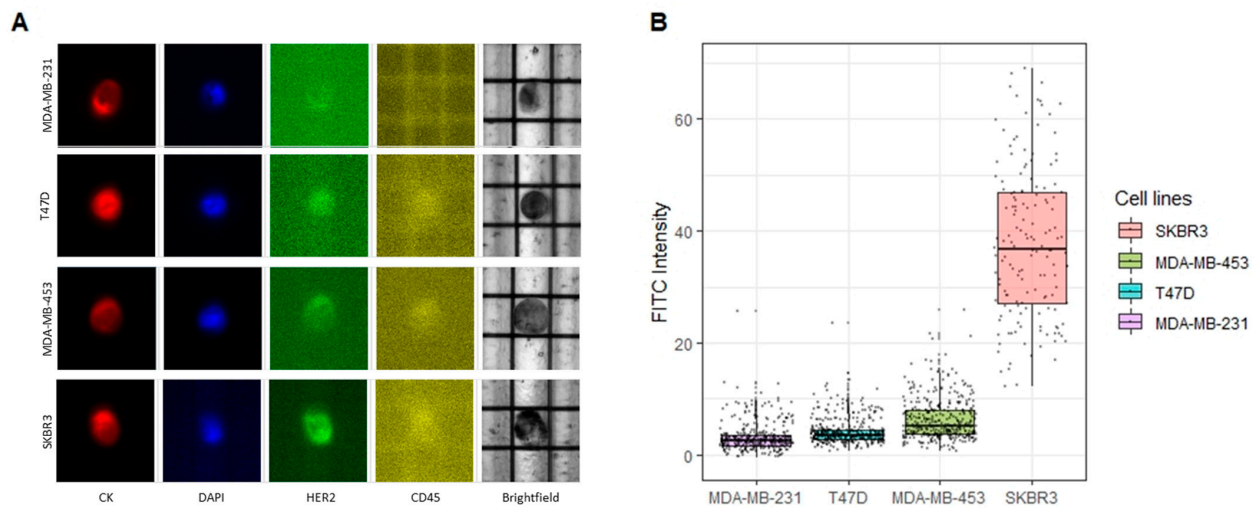 A
MDA-MB-231
T47D
MDA-MB-453
SKBR3
CK DAPI HER2 CD45 Brightfield
B
FITC Intensity
60
40
20
0
MDA-MB-231 T47D MDA-MB-453 SKBR3
Cell lines
SKBR3
MDA-MB-453
T47D
MDA-MB-231